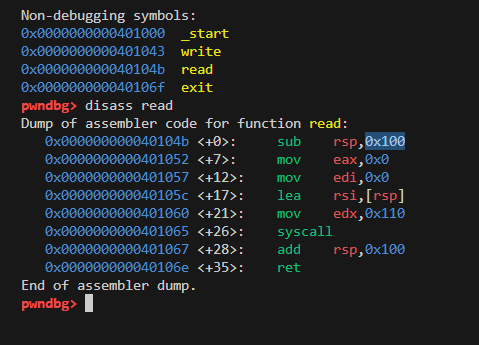 Non-debugging symbols:
0x0000000000401000  _start
0x0000000000401043  write
0x000000000040104b  read
0x000000000040106f  exit
pwndbg> disass read
Dump of assembler code for function read:
   0x000000000040104b <+0>:     sub    rsp,0x100
   0x0000000000401052 <+7>:     mov    eax,0x0
   0x0000000000401057 <+12>:    mov    edi,0x0
   0x000000000040105c <+17>:    lea    rsi,[rsp]
   0x0000000000401060 <+21>:    mov    edx,0x110
   0x0000000000401065 <+26>:    syscall
   0x0000000000401067 <+28>:    add    rsp,0x100
   0x000000000040106e <+35>:    ret
End of assembler dump.
pwndbg>